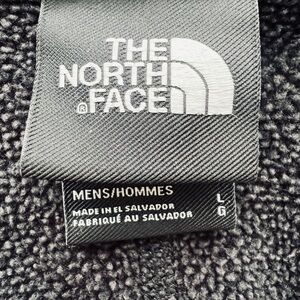 THE
NORTH
FACE
MENS/HOMMES
MADE IN EL SALVADOR
FABRIQUÉ AU SALVADOR
L
G